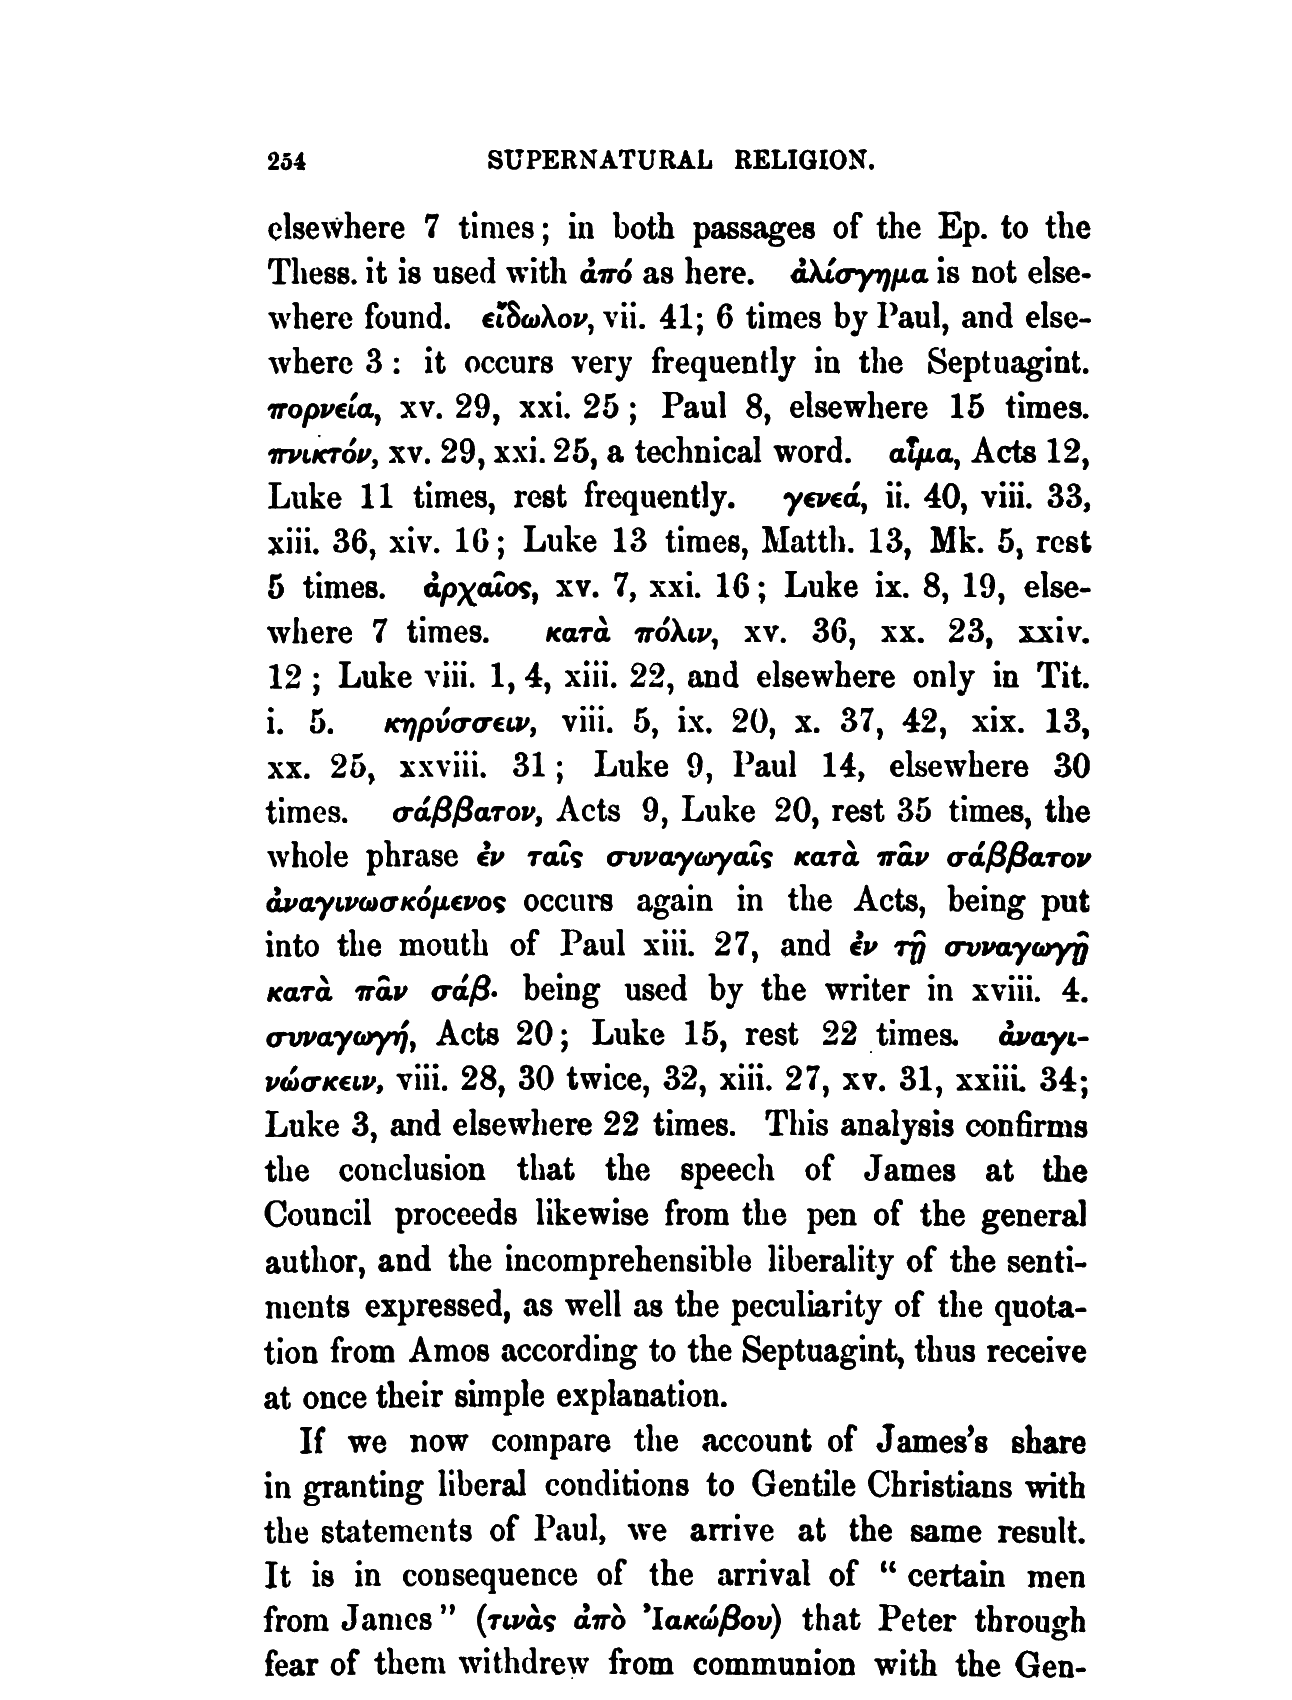 254 SUPERNATURAL RELIGION.
elsewhere 7 times; in both passages of the Ep. to the
Thess. it is used with ἀπό as here. ἀλίσγημα is not else-
where found. εἴδωλον, vii. 41; 6 times by Paul, and else-
where 3 : it occurs very frequently in the Septuagint.
πορνεία, xv. 29, xxi. 25 ; Paul 8, elsewhere 15 times.
πνικτόν, xv. 29, xxi. 25, a technical word. αἷμα, Acts 12,
Luke 11 times, rest frequently. γενεά, ii. 40, viii. 33,
xiii. 36, xiv. 16 ; Luke 13 times, Matth. 13, Mk. 5, rest
5 times. ἀρχαῖος, xv. 7, xxi. 16 ; Luke ix. 8, 19, else-
where 7 times. κατὰ πόλιν, xv. 36, xx. 23, xxiv.
12 ; Luke viii. 1, 4, xiii. 22, and elsewhere only in Tit.
i. 5. κηρύσσειν, viii. 5, ix. 20, x. 37, 42, xix. 13,
xx. 25, xxviii. 31 ; Luke 9, Paul 14, elsewhere 30
times. σάββατον, Acts 9, Luke 20, rest 35 times, the
whole phrase ἐν ταῖς συναγωγαῖς κατὰ πᾶν σάββατον
ἀναγινωσκόμενος occurs again in the Acts, being put
into the mouth of Paul xiii. 27, and ἐν τῇ συναγωγῇ
κατὰ πᾶν σάβ. being used by the writer in xviii. 4.
συναγωγή, Acts 20; Luke 15, rest 22 times. ἀναγι-
νώσκειν, viii. 28, 30 twice, 32, xiii. 27, xv. 31, xxiii. 34;
Luke 3, and elsewhere 22 times. This analysis confirms
the conclusion that the speech of James at the
Council proceeds likewise from the pen of the general
author, and the incomprehensible liberality of the senti-
ments expressed, as well as the peculiarity of the quota-
tion from Amos according to the Septuagint, thus receive
at once their simple explanation.
If we now compare the account of James's share
in granting liberal conditions to Gentile Christians with
the statements of Paul, we arrive at the same result.
It is in consequence of the arrival of “ certain men
from James ” (τινὰς ἀπὸ Ἰακώβου) that Peter through
fear of them withdrew from communion with the Gen-